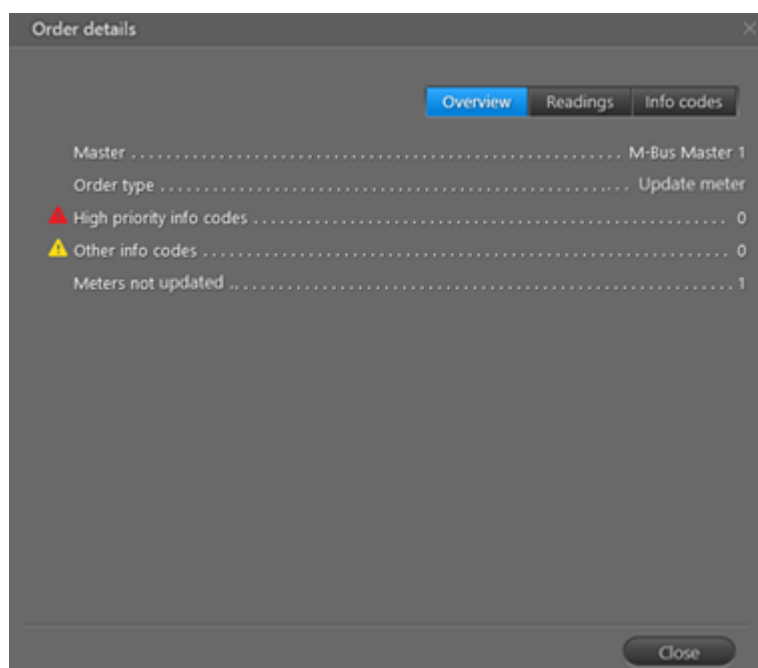 Order details
Overview Readings Info codes
Master ........................................................ M-Bus Master 1
Order type ...................................................... Update meter
High priority info codes ...................................................... 0
Other info codes ............................................................ 0
Meters not updated ......................................................... 1
Close